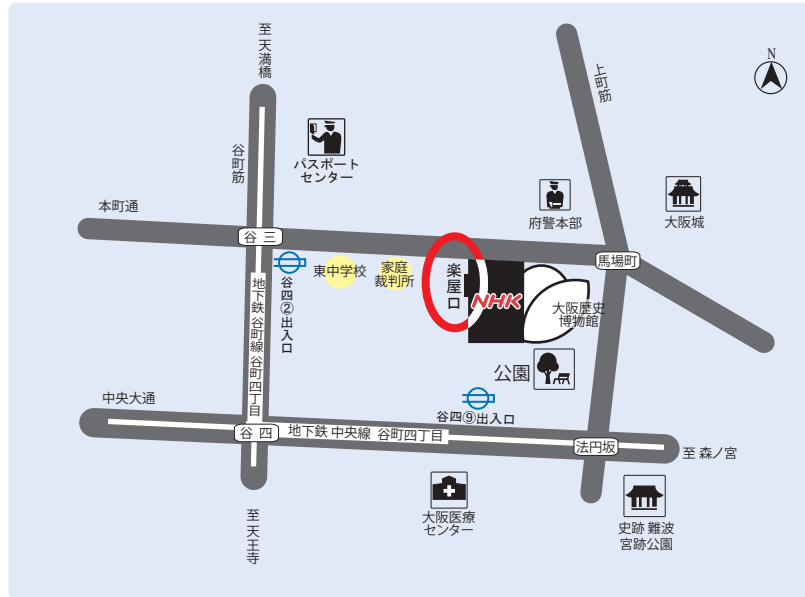 至 天満橋
上町筋
N
谷町筋
パスポート
センター
本町通
府警本部
大阪城
谷 三
馬場町
東中学校
家庭
裁判所
楽屋口
NHK
大阪歴史
博物館
谷四②出入口
地下鉄 谷町線 谷町四丁目
公園
中央大通
谷四⑨出入口
谷 四
地下鉄 中央線 谷町四丁目
法円坂
至 森ノ宮
大阪医療
センター
史跡 難波
宮跡公園
至 天王寺